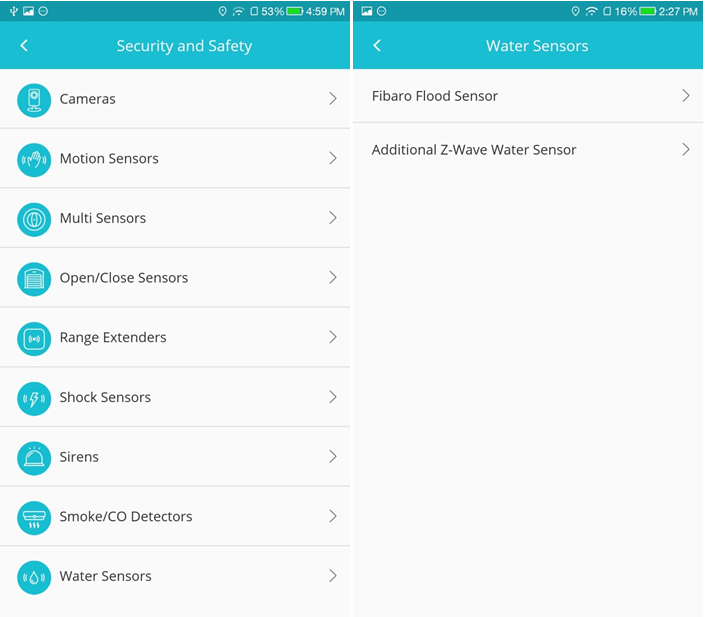 53% 4:59 PM
Security and Safety
Cameras
Motion Sensors
Multi Sensors
Open/Close Sensors
Range Extenders
Shock Sensors
Sirens
Smoke/CO Detectors
Water Sensors
16% 2:27 PM
Water Sensors
Fibaro Flood Sensor
Additional Z-Wave Water Sensor